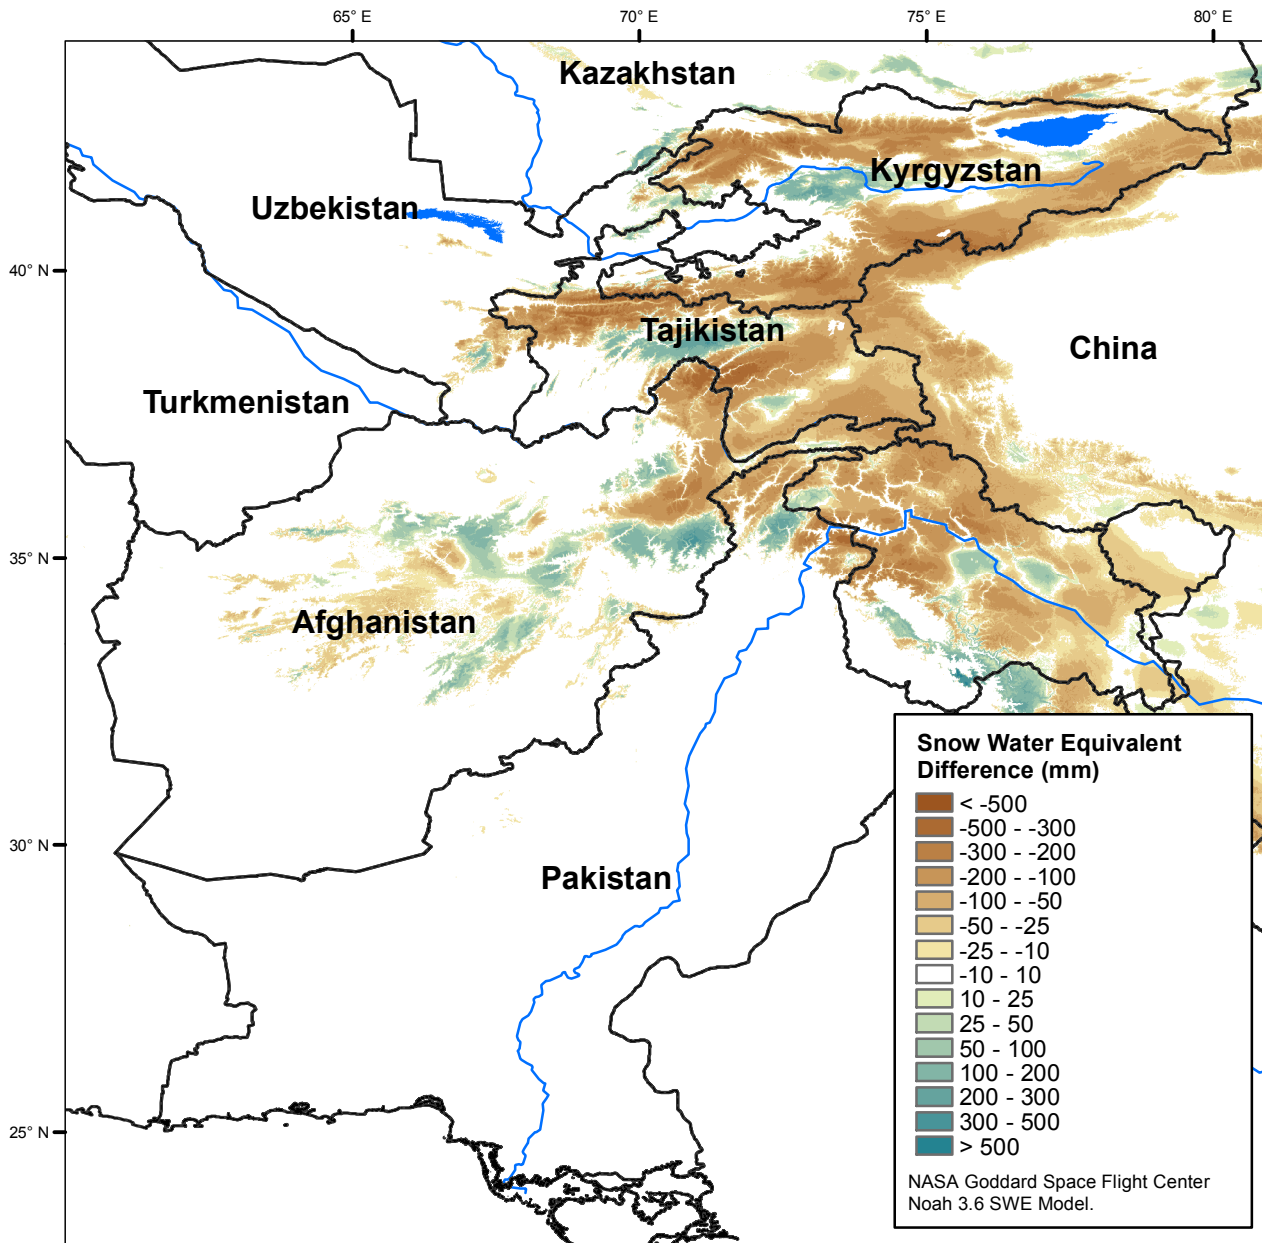 65° E
70° E
75° E
80° E
Kazakhstan
Kyrgyzstan
Uzbekistan
40° N
Tajikistan
China
Turkmenistan
35° N
Afghanistan
Snow Water Equivalent
Difference (mm)
< -500
-500 - -300
-300 - -200
-200 - -100
-100 - -50
-50 - -25
-25 - -10
-10 - 10
10 - 25
25 - 50
50 - 100
100 - 200
200 - 300
300 - 500
> 500
30° N
Pakistan
25° N
NASA Goddard Space Flight Center
Noah 3.6 SWE Model.